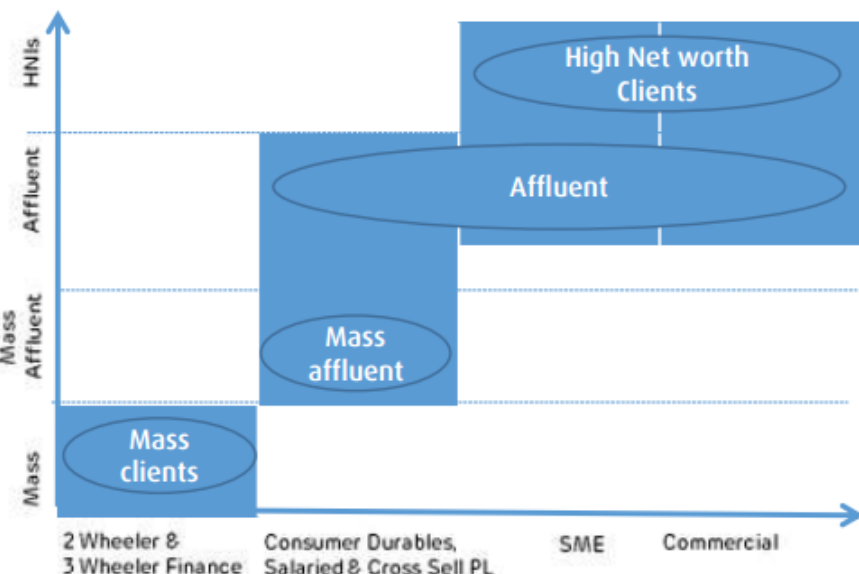 HNIs
High Net worth
Clients
Affluent
Affluent
Mass
Affluent
Mass
affluent
Mass
Mass
clients
2 Wheeler &
3 Wheeler Finance
Consumer Durables,
Salaried & Cross Sell PL
SME
Commercial